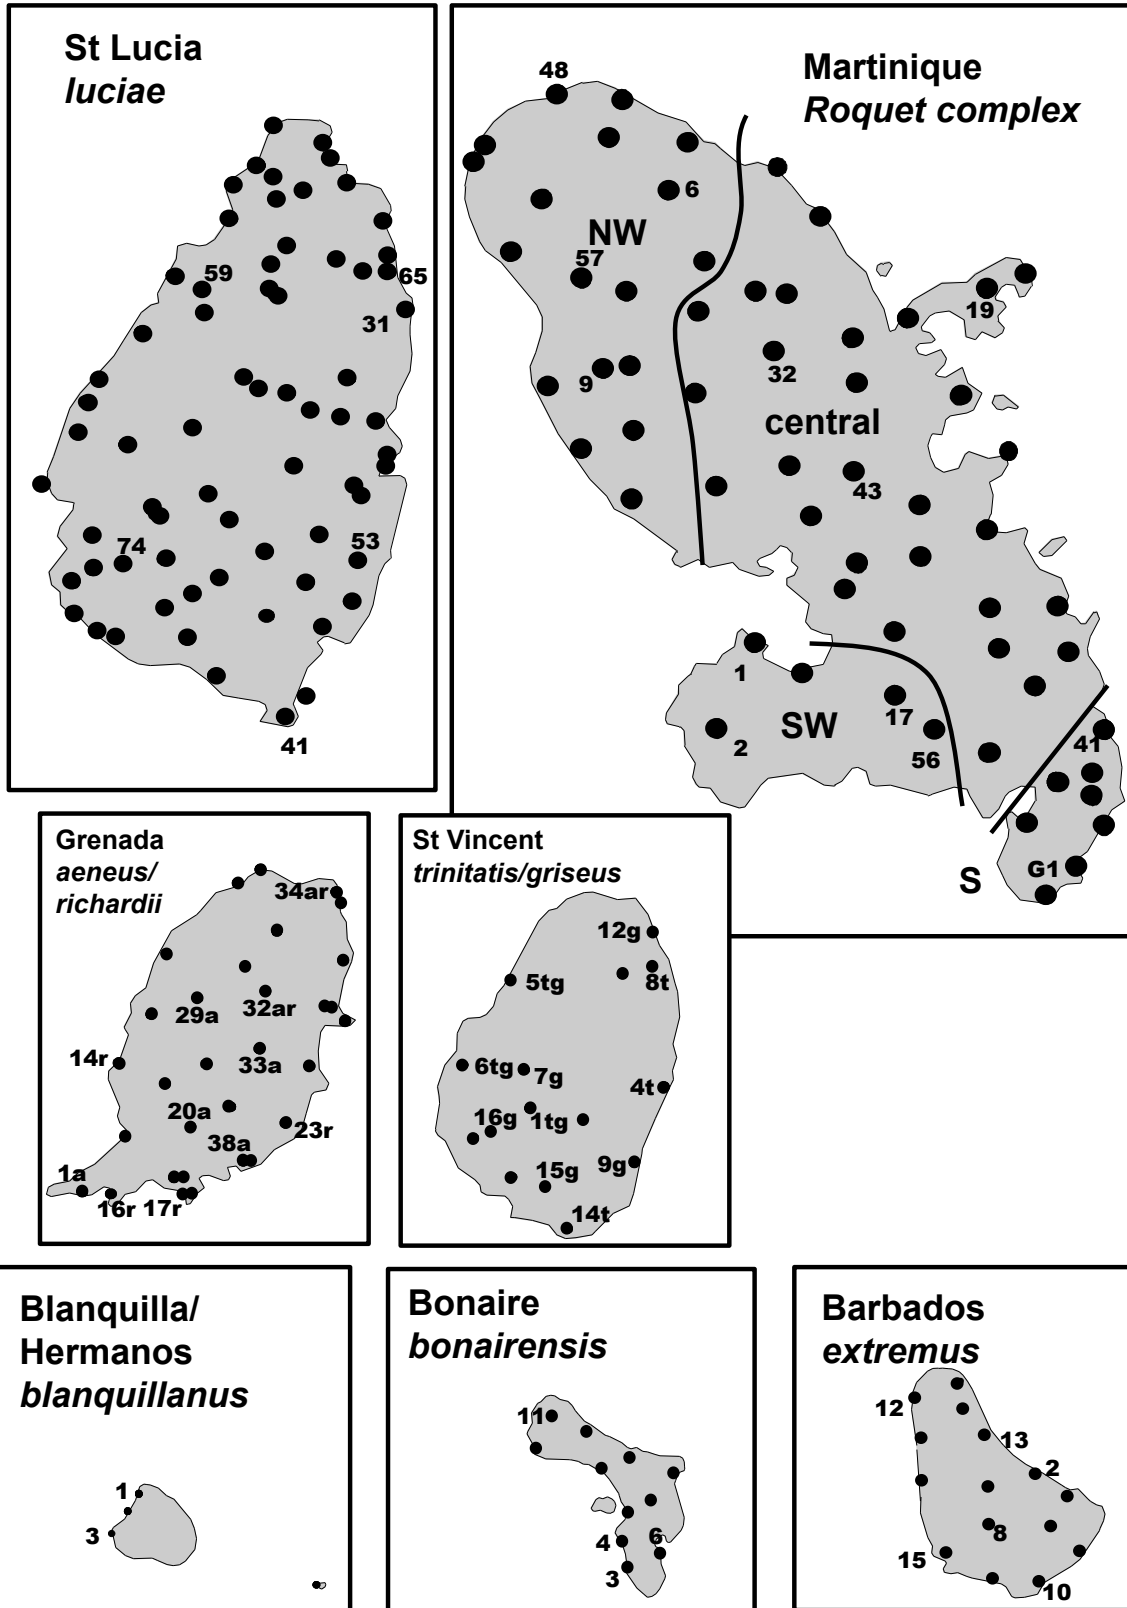 St Lucia
luciae
59
65
31
74
53
41
Martinique
Roquet complex
48
6
NW
57
19
9
32
central
43
1
SW
17
2
56
41
G1
S
Grenada
aeneus/
richardii
34ar
29a
32ar
14r
33a
20a
23r
38a
1a
16r
17r
St Vincent
trinitatis/griseus
12g
5tg
8t
6tg
7g
4t
16g
1tg
15g
9g
14t
Blanquilla/
Hermanos
blanquillanus
1
3
Bonaire
bonairensis
11
4
6
3
Barbados
extremus
12
13
2
8
15
10